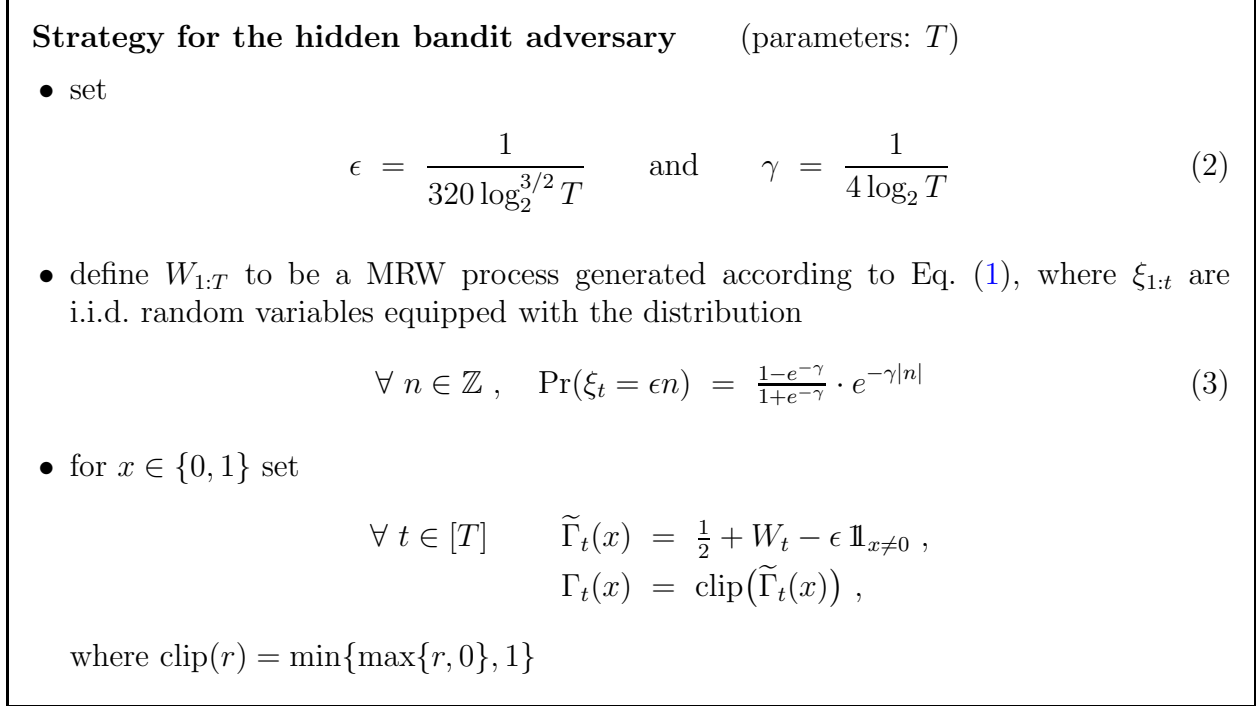 Strategy for the hidden bandit adversary (parameters: T)
• set
ϵ = 1 / (320 log₂^{3/2} T) and γ = 1 / (4 log₂ T) (2)
• define W_{1:T} to be a MRW process generated according to Eq. (1), where ξ_{1:t} are
i.i.d. random variables equipped with the distribution
∀ n ∈ ℤ , Pr(ξ_t = ϵn) = (1−e^{−γ})/(1+e^{−γ}) · e^{−γ|n|} (3)
• for x ∈ {0, 1} set
∀ t ∈ [T] Γ̃_t(x) = 1/2 + W_t − ϵ 𝟙_{x≠0} ,
Γ_t(x) = clip(Γ̃_t(x)) ,
where clip(r) = min{max{r, 0}, 1}